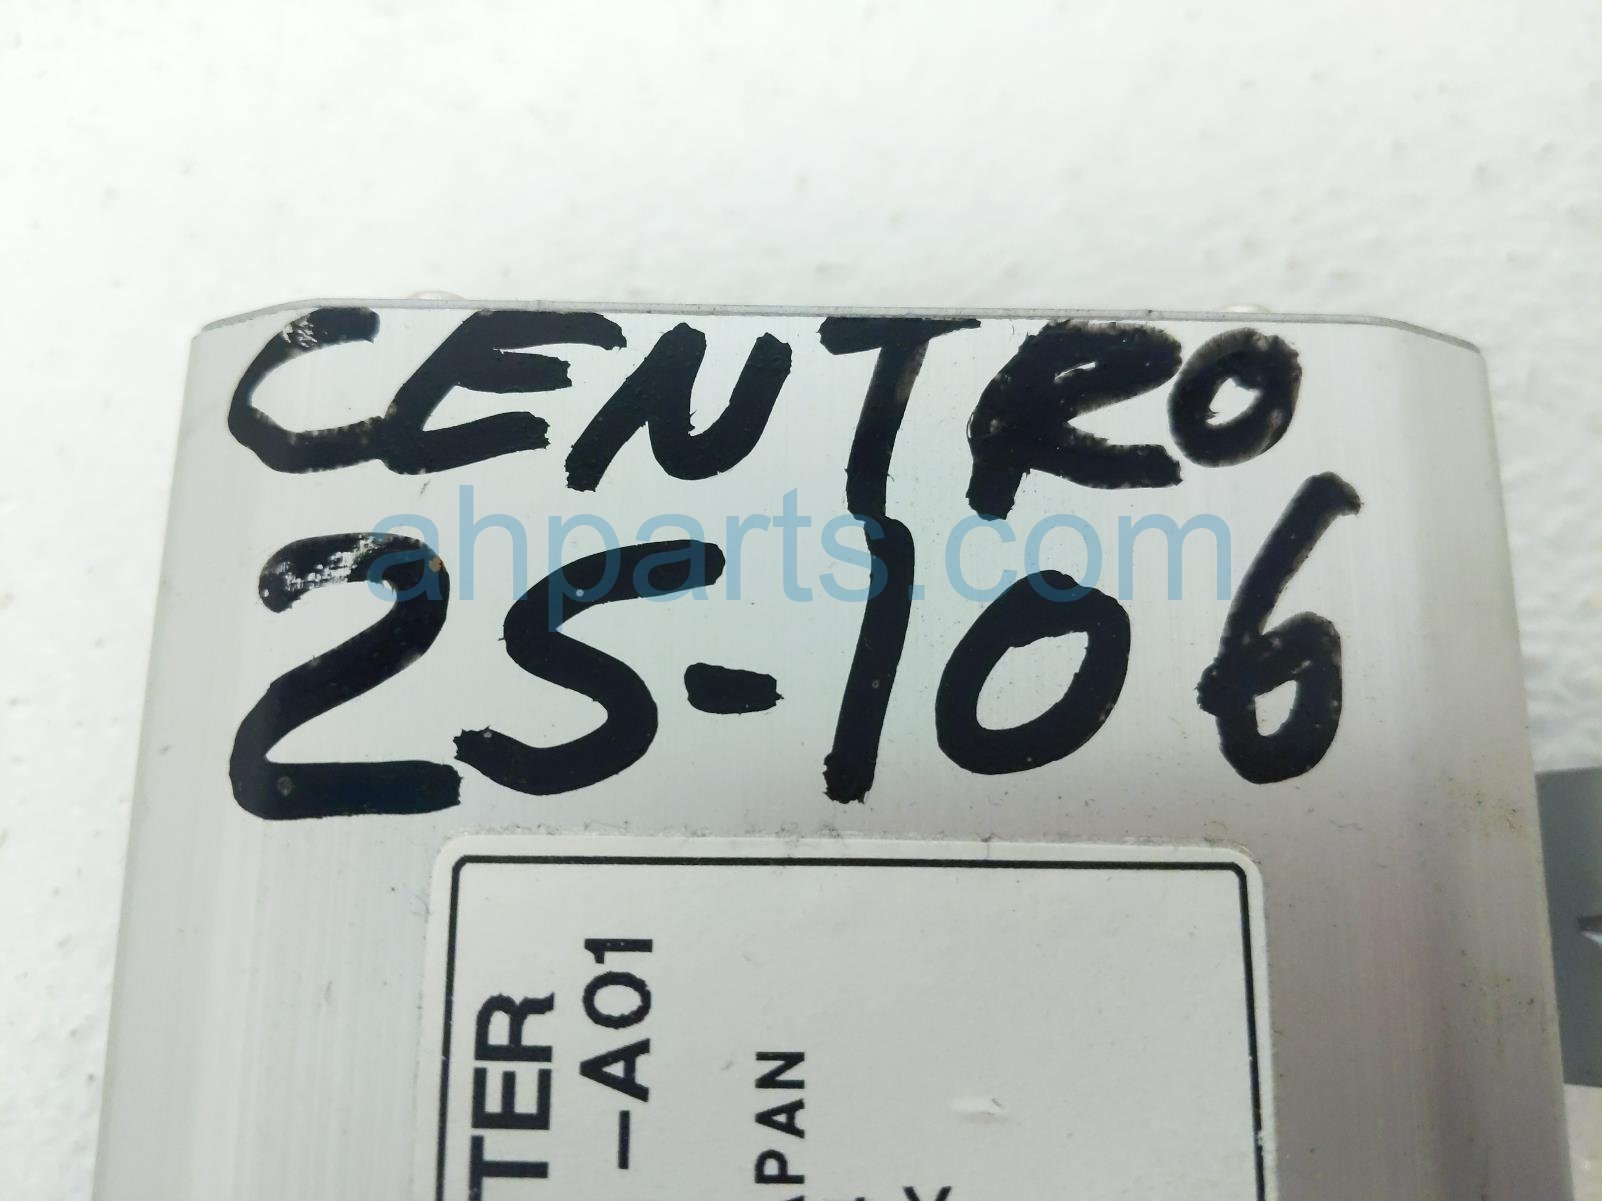 CENTRO
25-106
ahparts.com
TER
-A01
APAN